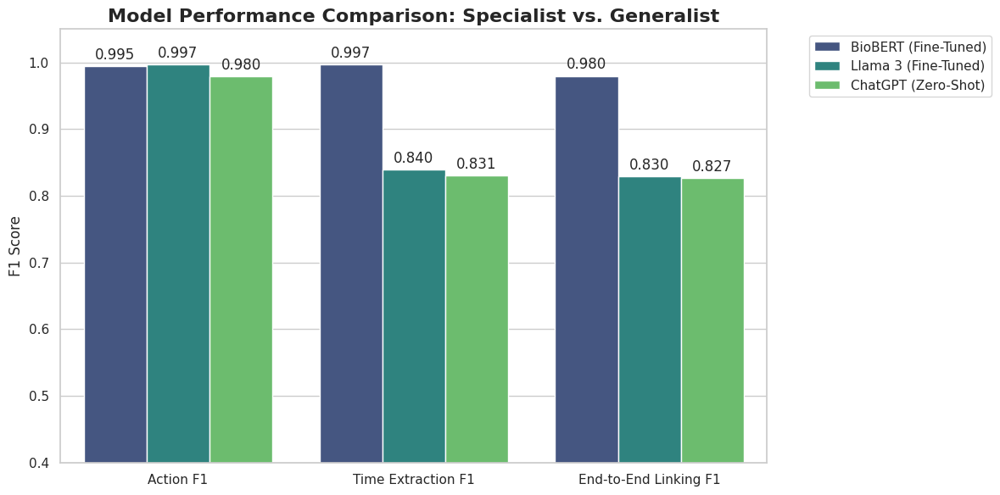 Model Performance Comparison: Specialist vs. Generalist
BioBERT (Fine-Tuned)
Llama 3 (Fine-Tuned)
ChatGPT (Zero-Shot)
F1 Score
1.0
0.9
0.8
0.7
0.6
0.5
0.4
0.995
0.997
0.980
0.997
0.840
0.831
0.980
0.830
0.827
Action F1
Time Extraction F1
End-to-End Linking F1